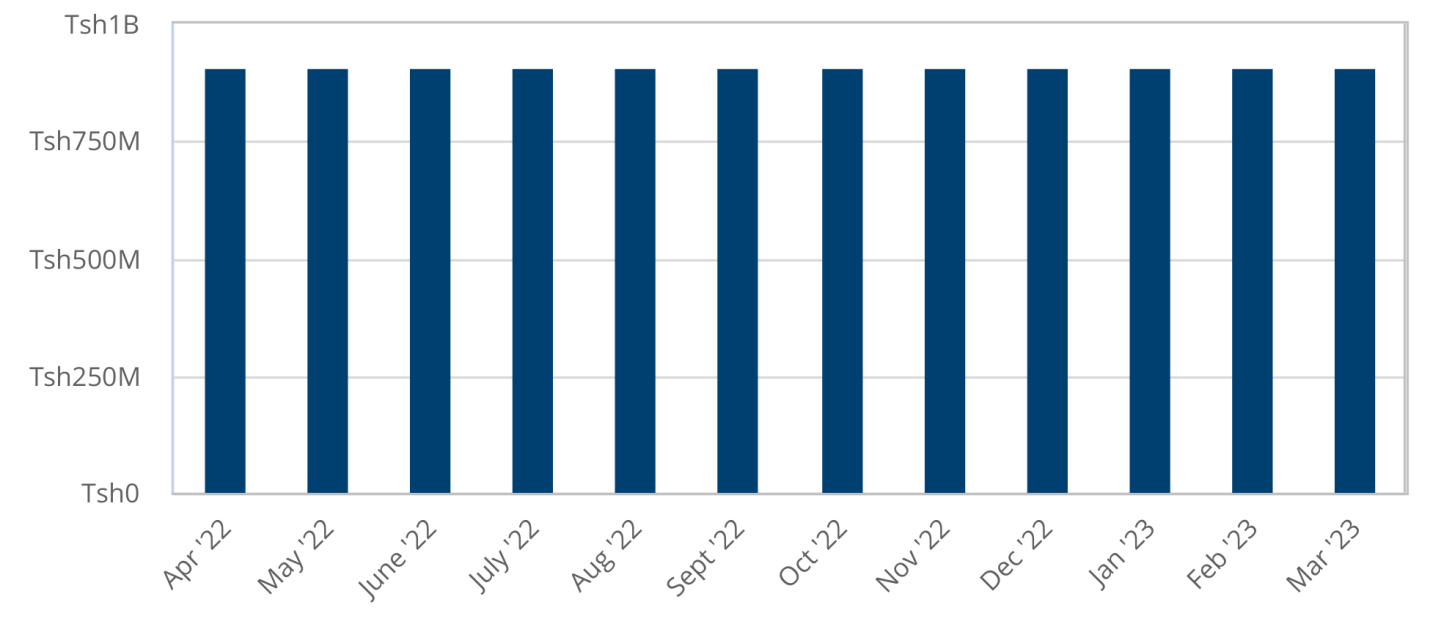 Tsh1B
Tsh750M
Tsh500M
Tsh250M
Tsh0
Apr '22
May '22
June '22
July '22
Aug '22
Sept '22
Oct '22
Nov '22
Dec '22
Jan '23
Feb '23
Mar '23